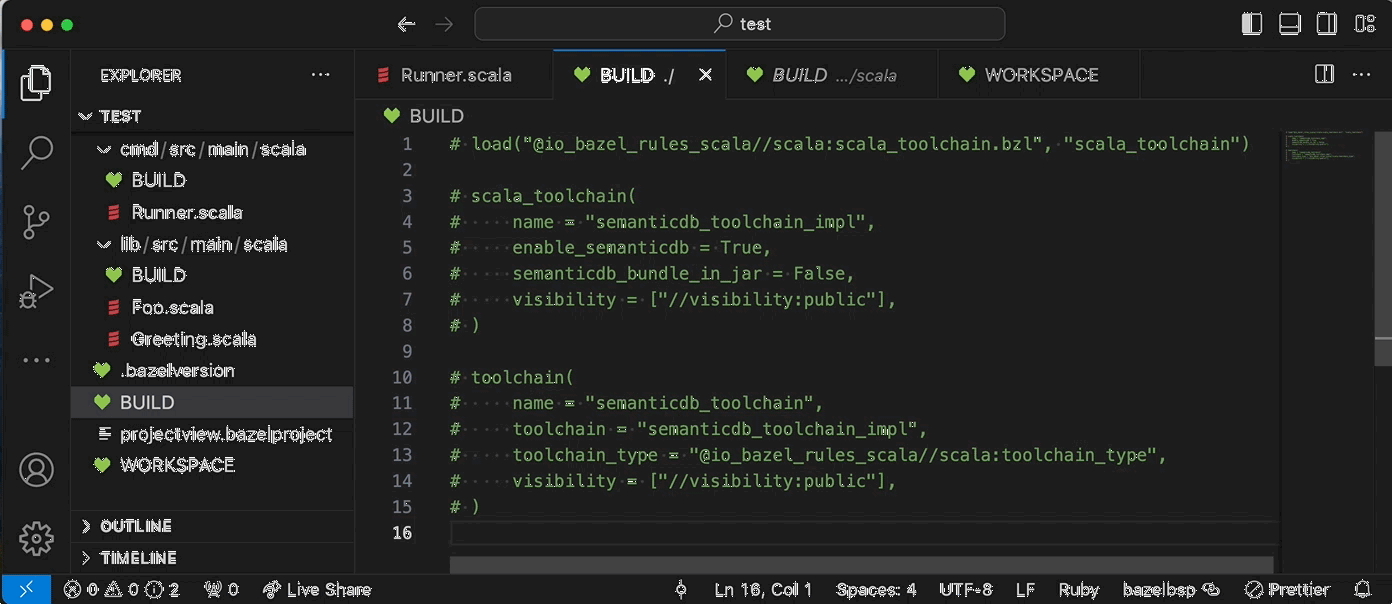 test
EXPLORER
Runner.scala
BUILD ./
BUILD .../scala
WORKSPACE
TEST
cmd/src/main/scala
BUILD
Runner.scala
lib/src/main/scala
BUILD
Foo.scala
Greeting.scala
.bazelversion
BUILD
projectview.bazelproject
WORKSPACE
OUTLINE
TIMELINE
BUILD
1 # load("@io_bazel_rules_scala//scala:scala_toolchain.bzl", "scala_toolchain")
2
3 # scala_toolchain(
4 #     name = "semanticdb_toolchain_impl",
5 #     enable_semanticdb = True,
6 #     semanticdb_bundle_in_jar = False,
7 #     visibility = ["//visibility:public"],
8 # )
9
10 # toolchain(
11 #     name = "semanticdb_toolchain",
12 #     toolchain = "semanticdb_toolchain_impl",
13 #     toolchain_type = "@io_bazel_rules_scala//scala:toolchain_type",
14 #     visibility = ["//visibility:public"],
15 # )
16
0 0 2 0 Live Share Ln 16, Col 1 Spaces: 4 UTF-8 LF Ruby bazelbsp Prettier